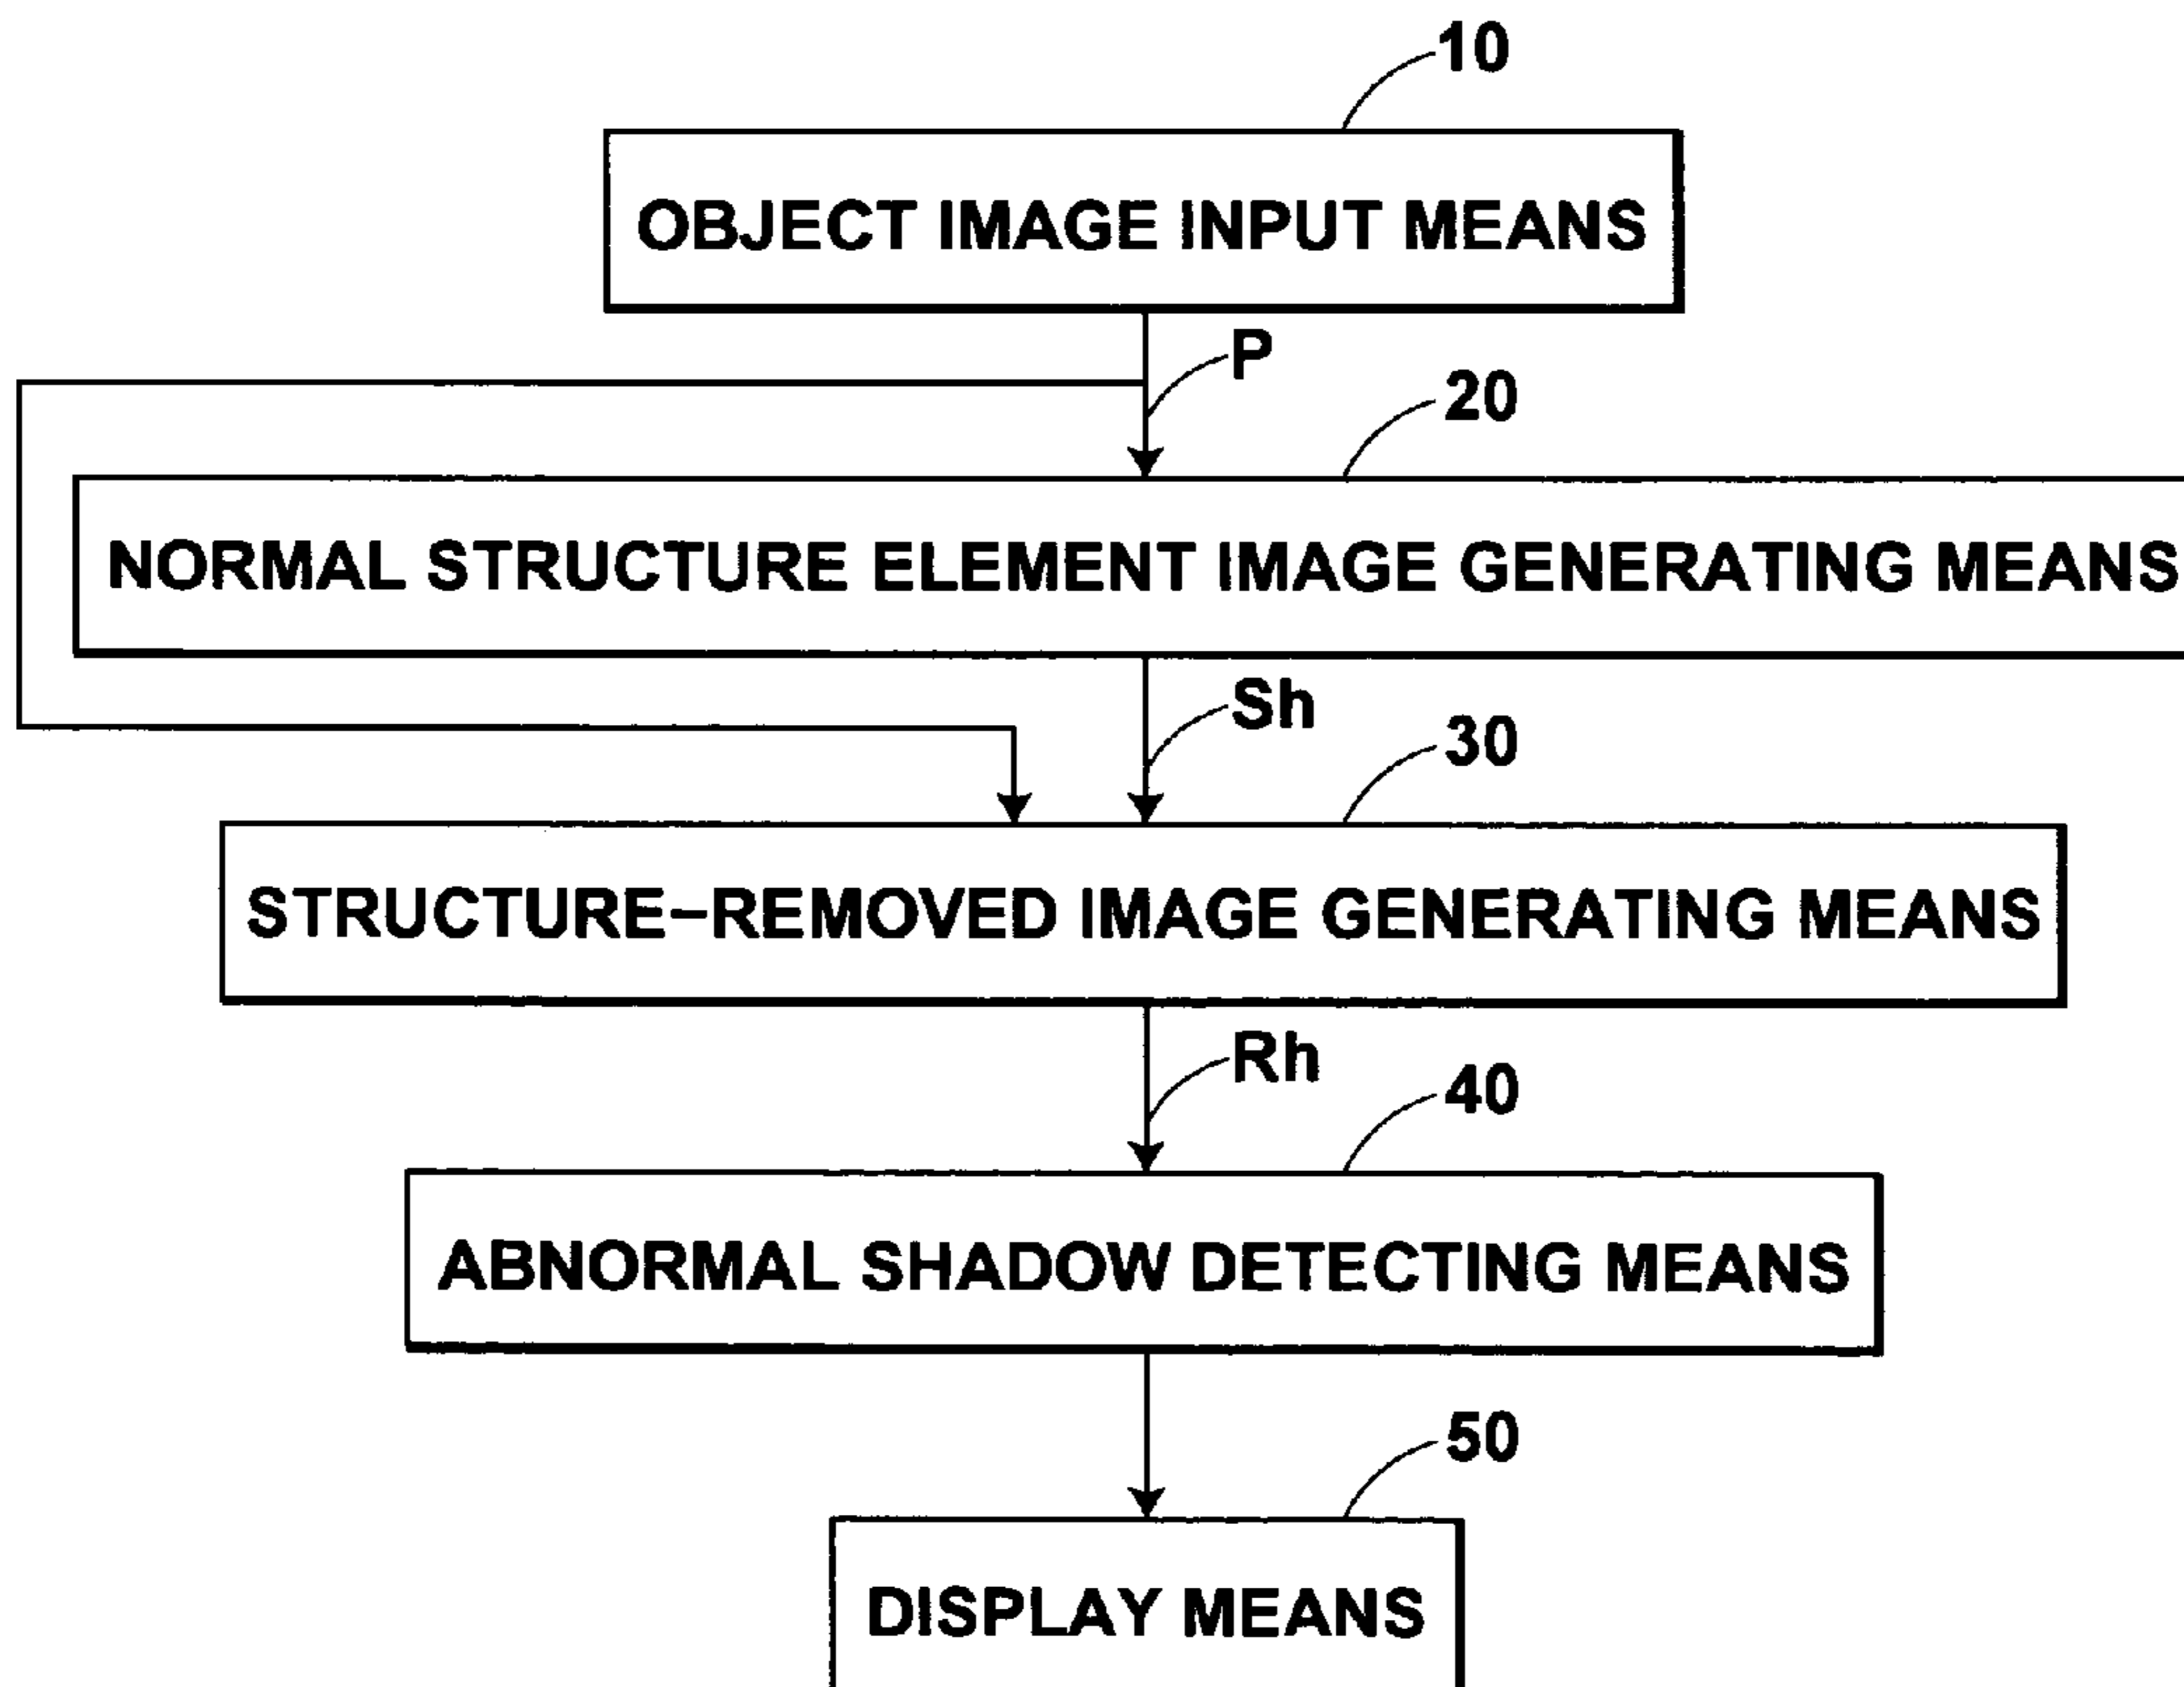 10
OBJECT IMAGE INPUT MEANS
P
20
NORMAL STRUCTURE ELEMENT IMAGE GENERATING MEANS
Sh
30
STRUCTURE-REMOVED IMAGE GENERATING MEANS
Rh
40
ABNORMAL SHADOW DETECTING MEANS
50
DISPLAY MEANS